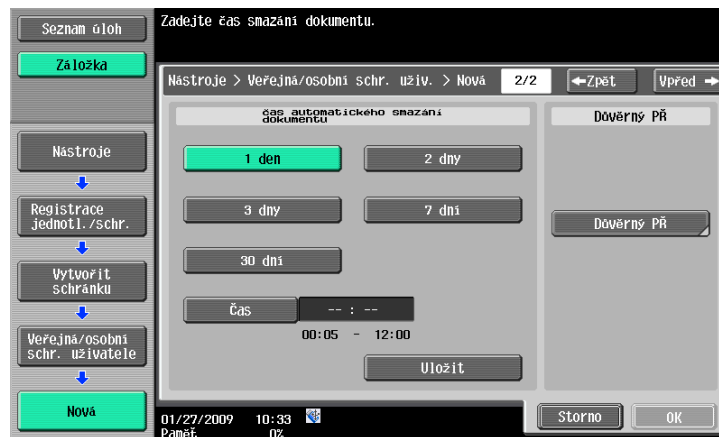 Seznam úloh
Zadejte čas smazání dokumentu.
Záložka
Nástroje > Veřejná/osobní schr. uživ. > Nová
2/2
←Zpět
Vpřed →
čas automatického smazání
dokumentu
Důvěrný PŘ
Nástroje
1 den
2 dny
Registrace
jednotl./schr.
3 dny
7 dní
Důvěrný PŘ
30 dní
Vytvořit
schránku
Čas
-- : --
00:05 - 12:00
Veřejná/osobní
schr. uživatele
Uložit
Nová
01/27/2009 10:33
Paměť 0%
Storno
OK